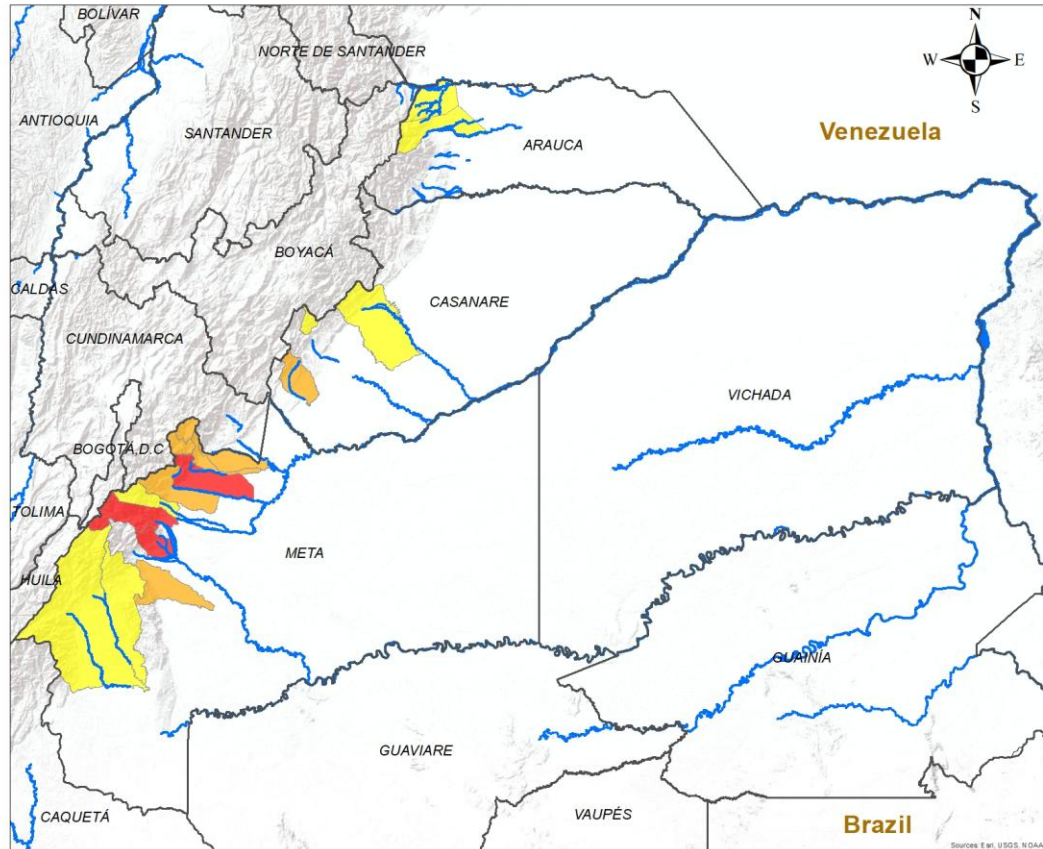 BOLÍVAR
N
NORTE DE SANTANDER
W
E
S
ANTIOQUIA
SANTANDER
Venezuela
ARAUCA
BOYACÁ
CALDAS
CASANARE
CUNDINAMARCA
VICHADA
BOGOTÁ,D.C
TOLIMA
META
HUILA
GUAINÍA
GUAVIARE
CAQUETÁ
VAUPÉS
Brazil
Sources: Esri, USGS, NOAA